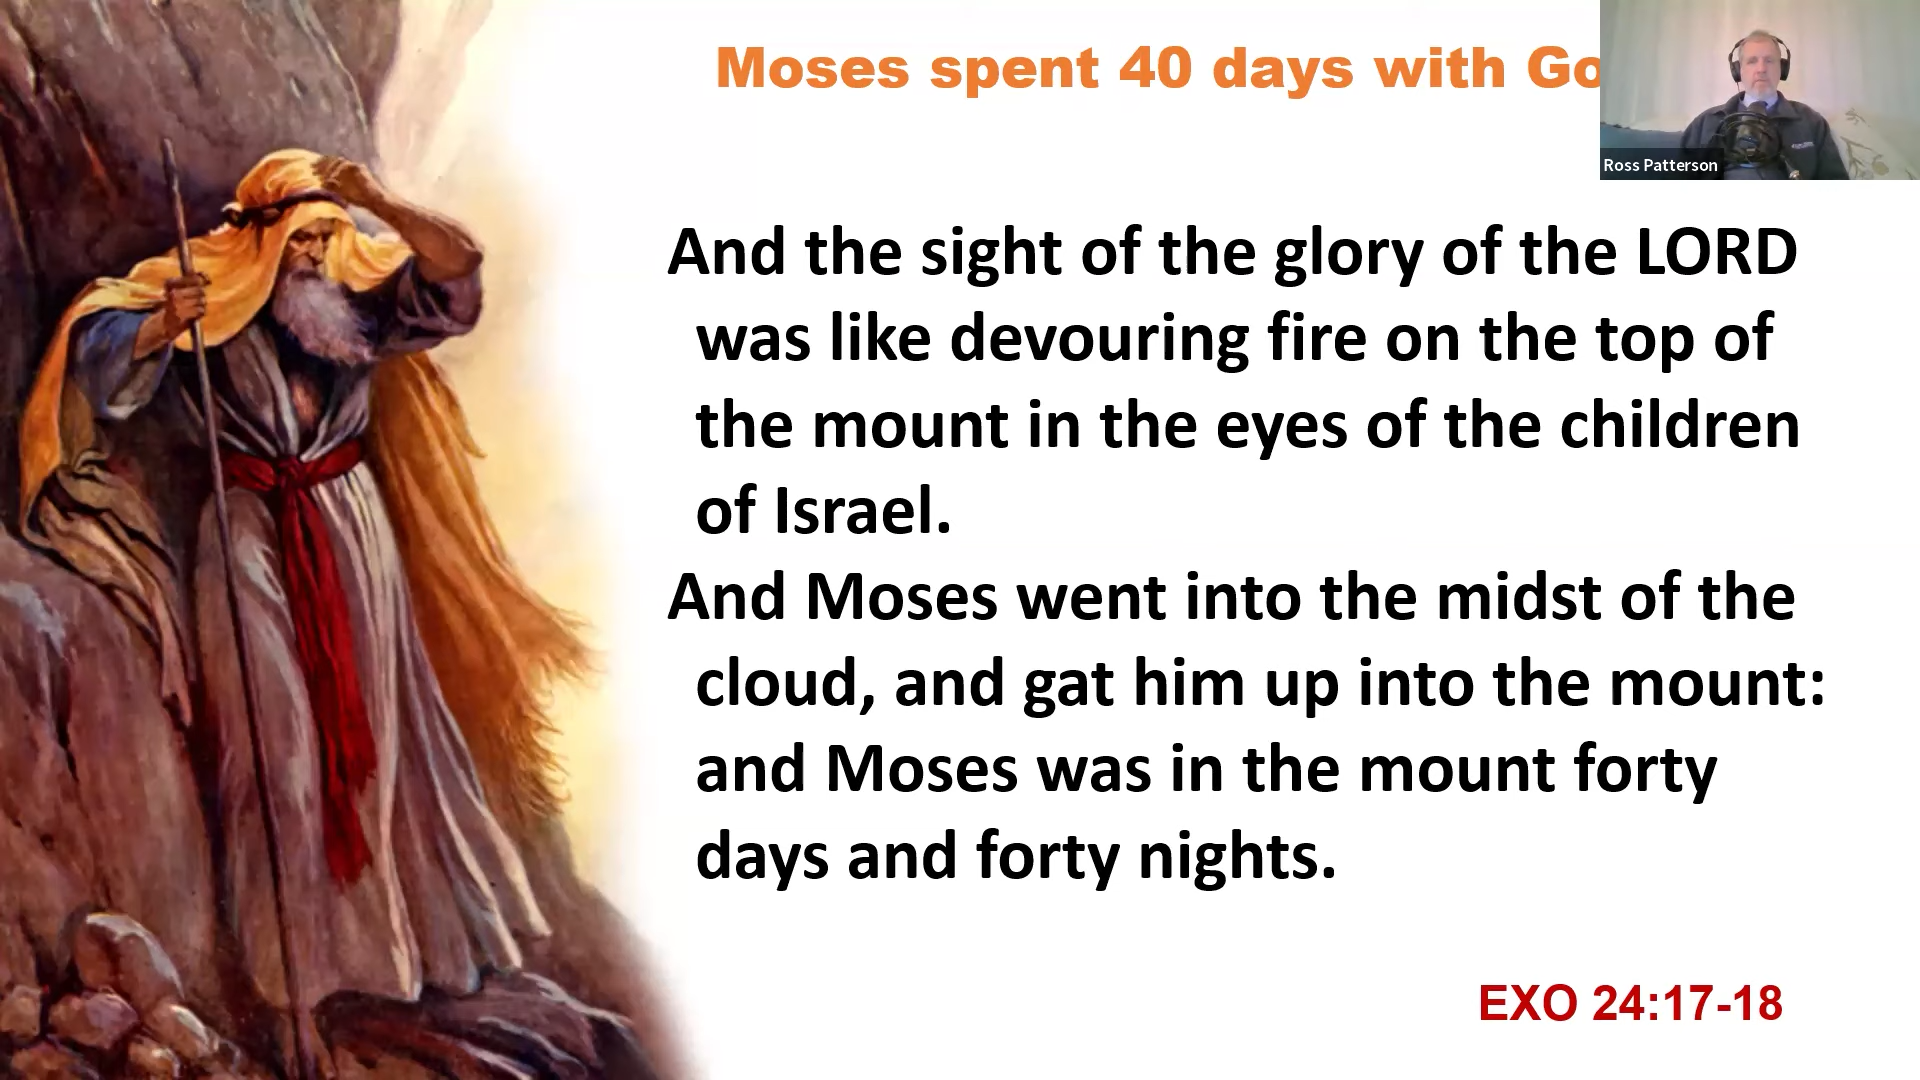 Moses spent 40 days with Go
Ross Patterson
And the sight of the glory of the LORD
was like devouring fire on the top of
the mount in the eyes of the children
of Israel.
And Moses went into the midst of the
cloud, and gat him up into the mount:
and Moses was in the mount forty
days and forty nights.
EXO 24:17-18